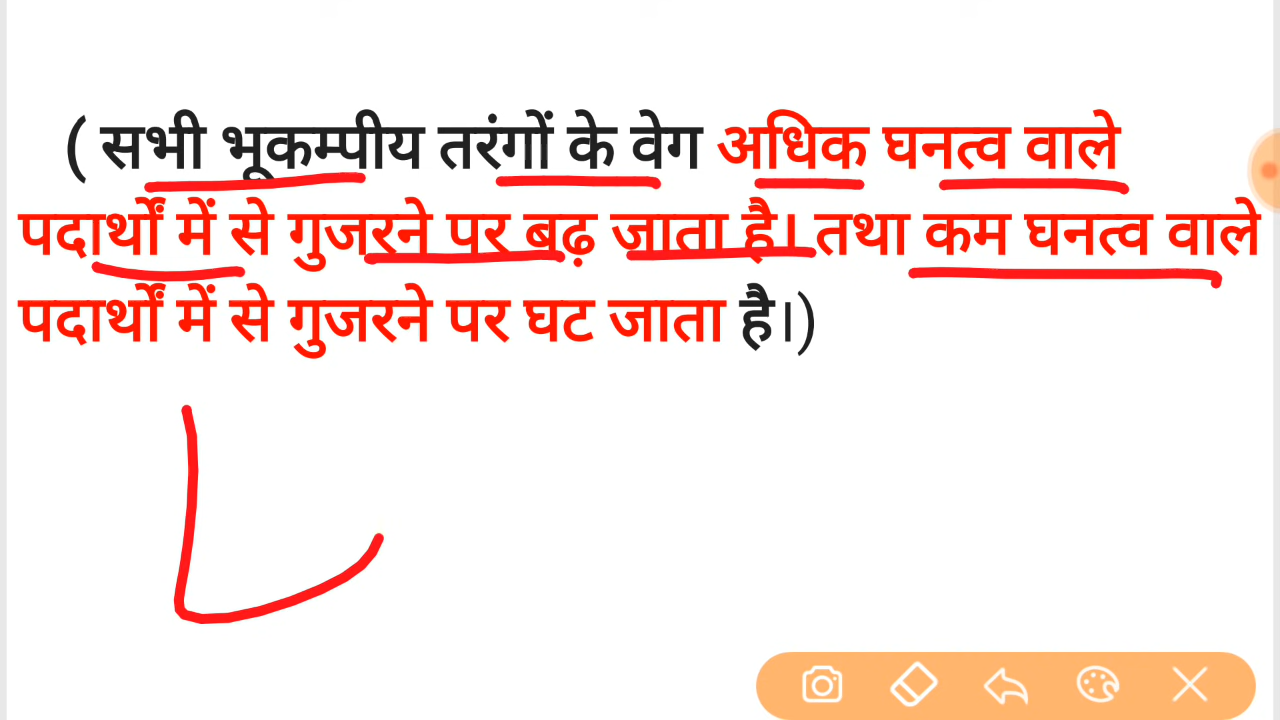 ( सभी भूकम्पीय तरंगों के वेग अधिक घनत्व वाले
पदार्थों में से गुजरने पर बढ़ जाता है। तथा कम घनत्व वाले
पदार्थों में से गुजरने पर घट जाता है।)